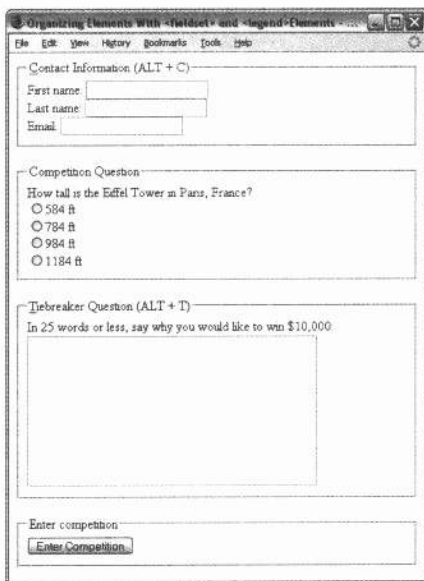 Organizing Elements With <fieldset> and <legend>Elements - ...
File Edit View History Bookmarks Tools Help
Contact Information (ALT + C)
First name:
Last name:
Email:
Competition Question
How tall is the Eiffel Tower in Paris, France?
584 ft
784 ft
984 ft
1184 ft
Tiebreaker Question (ALT + T)
In 25 words or less, say why you would like to win $10,000:
Enter competition
Enter Competition